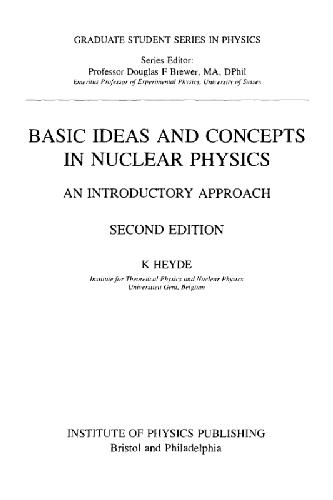 GRADUATE STUDENT SERIES IN PHYSICS
Series Editor:
Professor Douglas F Brewer, MA, DPhil
Emeritus Professor of Experimental Physics, University of Sussex
BASIC IDEAS AND CONCEPTS
IN NUCLEAR PHYSICS
AN INTRODUCTORY APPROACH
SECOND EDITION
K HEYDE
Institute for Theoretical Physics and Nuclear Physics
Universiteit Gent, Belgium
INSTITUTE OF PHYSICS PUBLISHING
Bristol and Philadelphia